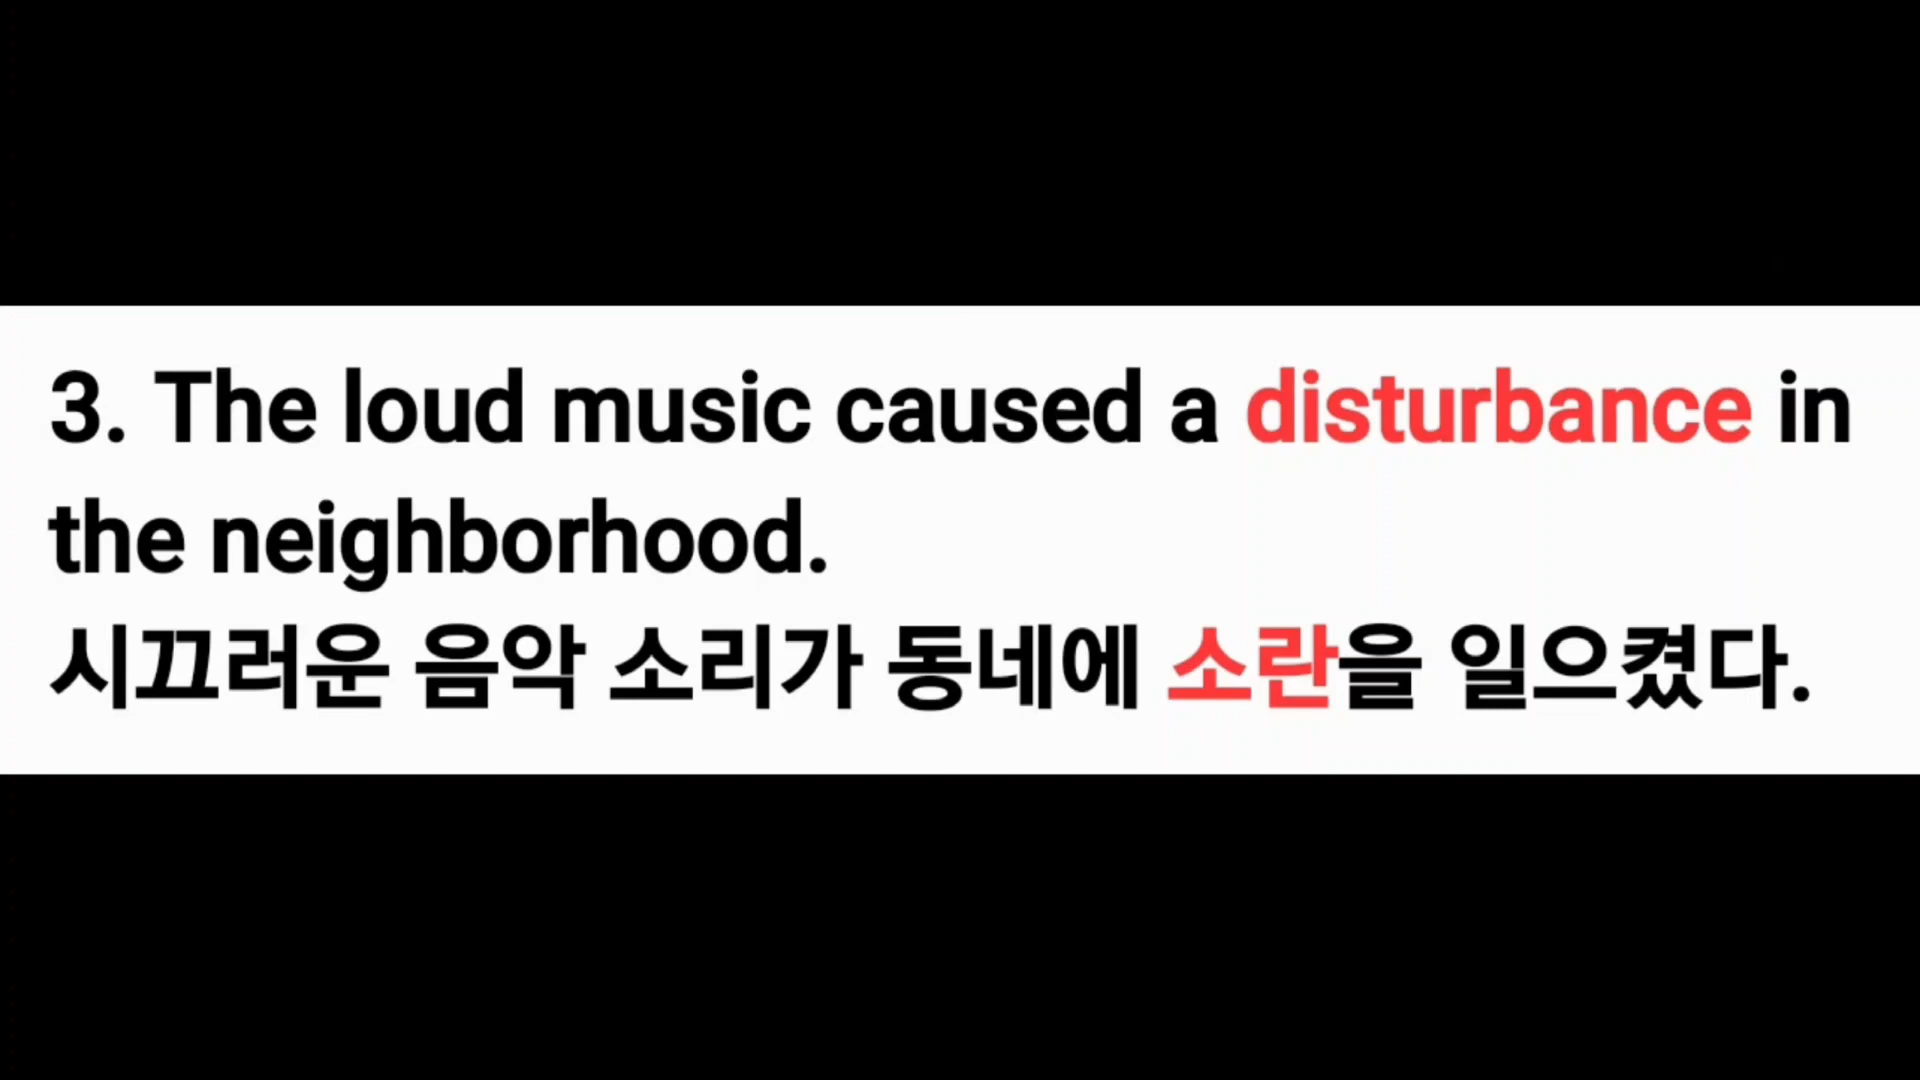 3. The loud music caused a disturbance in
the neighborhood.
시끄러운 음악 소리가 동네에 소란을 일으켰다.